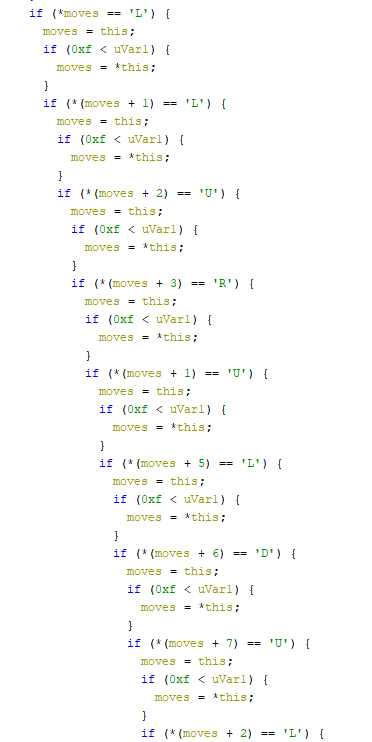 if (*moves == 'L') {
  moves = this;
  if (0xf < uVar1) {
    moves = *this;
  }
  if (*(moves + 1) == 'L') {
    moves = this;
    if (0xf < uVar1) {
      moves = *this;
    }
    if (*(moves + 2) == 'U') {
      moves = this;
      if (0xf < uVar1) {
        moves = *this;
      }
      if (*(moves + 3) == 'R') {
        moves = this;
        if (0xf < uVar1) {
          moves = *this;
        }
        if (*(moves + 1) == 'U') {
          moves = this;
          if (0xf < uVar1) {
            moves = *this;
          }
          if (*(moves + 5) == 'L') {
            moves = this;
            if (0xf < uVar1) {
              moves = *this;
            }
            if (*(moves + 6) == 'D') {
              moves = this;
              if (0xf < uVar1) {
                moves = *this;
              }
              if (*(moves + 7) == 'U') {
                moves = this;
                if (0xf < uVar1) {
                  moves = *this;
                }
                if (*(moves + 2) == 'L') {